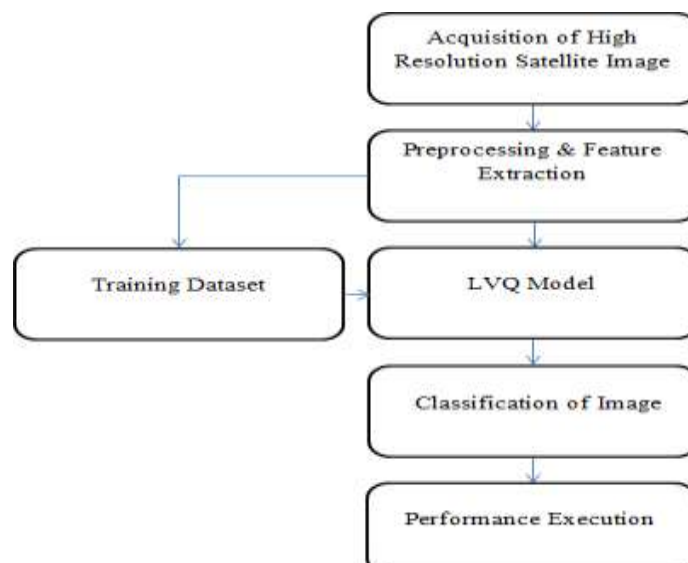 Acquisition of High
Resolution Satellite Image
Preprocessing & Feature
Extraction
Training Dataset
LVQ Model
Classification of Image
Performance Execution